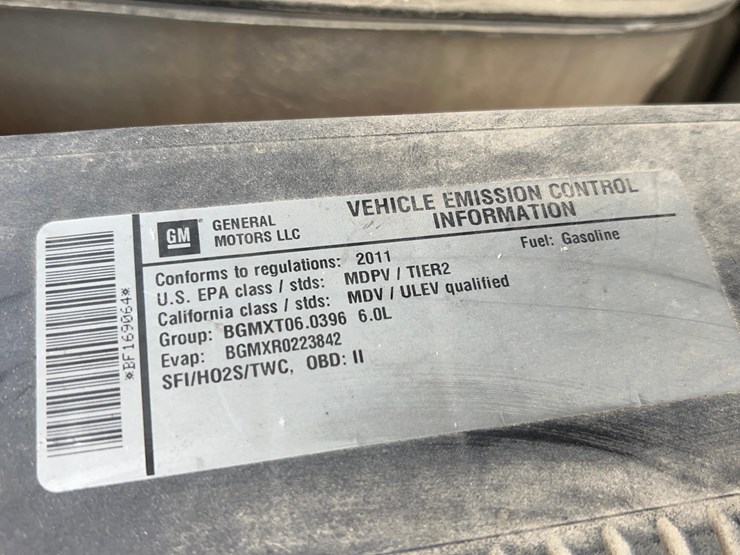 *BF169064*
GM
GENERAL
MOTORS LLC
VEHICLE EMISSION CONTROL
INFORMATION
Conforms to regulations: 2011
Fuel: Gasoline
U.S. EPA class / stds: MDPV / TIER2
California class / stds: MDV / ULEV qualified
Group: BGMXT06.0396 6.0L
Evap: BGMXR0223842
SFI/HO2S/TWC, OBD: II